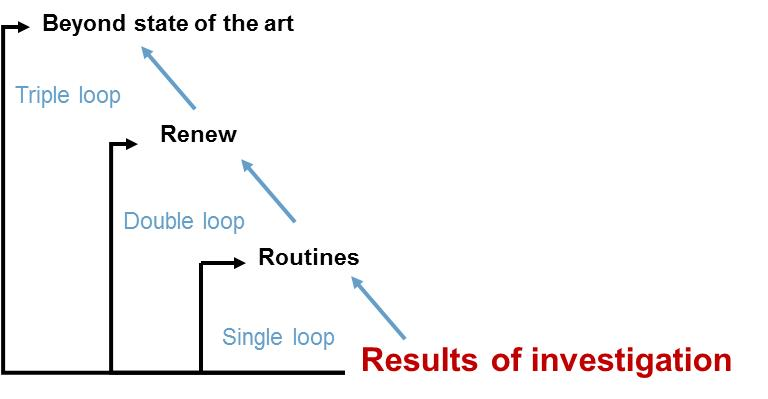 Beyond state of the art
Triple loop
Renew
Double loop
Routines
Single loop
Results of investigation